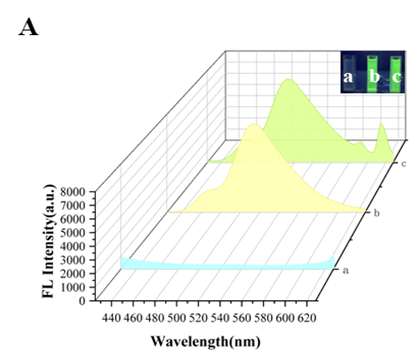 A
a b c
c
b
a
8000
7000
6000
5000
4000
3000
2000
1000
0
FL Intensity(a.u.)
440 460 480 500 520 540 560 580 600 620
Wavelength(nm)